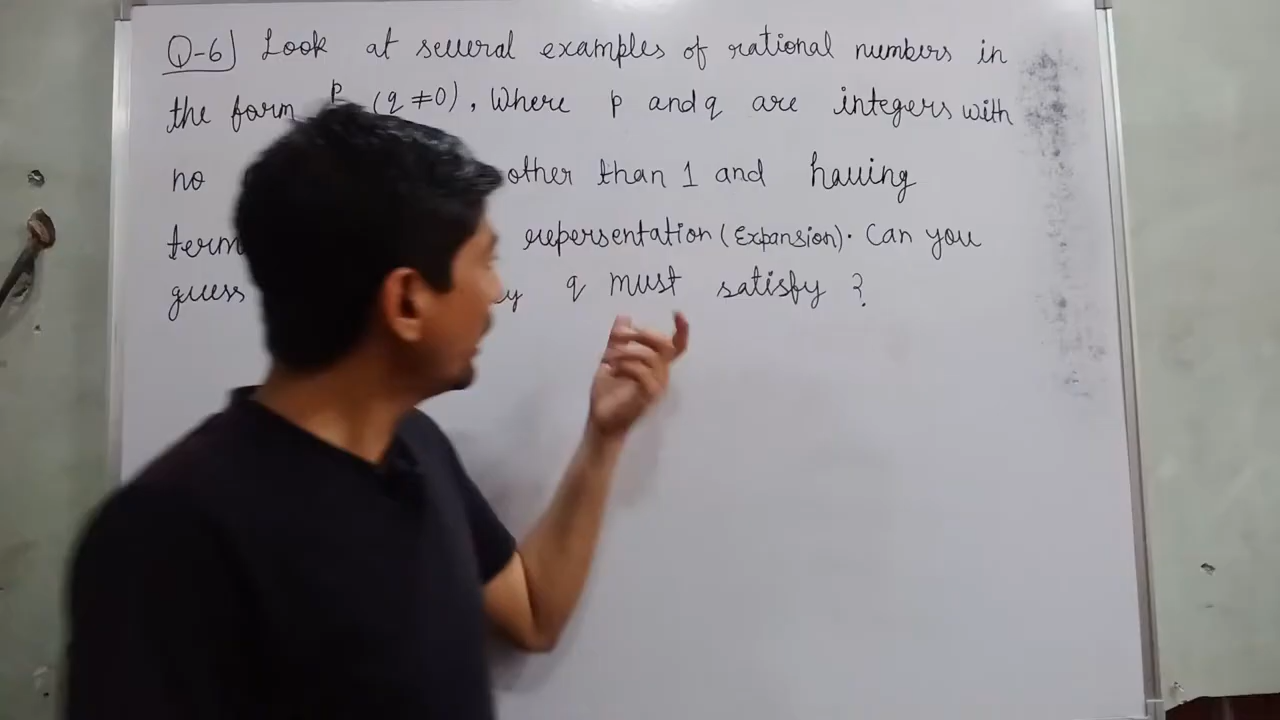 Q-6] Look at several examples of rational numbers in
the form p (q ≠0), Where p and q are integers with
no other than 1 and having
term repersentation (Expansion). Can you
guess y q must satisfy ?